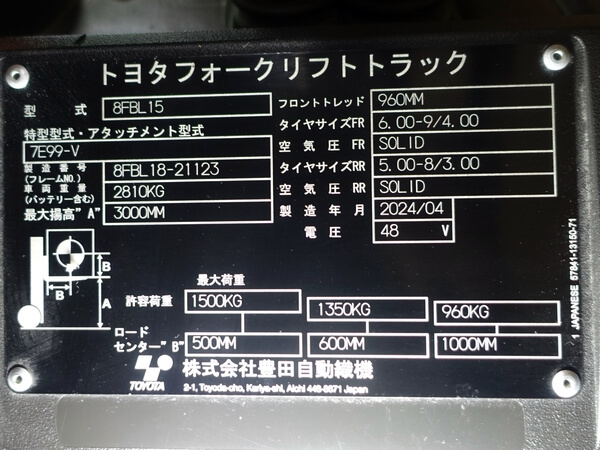 トヨタフォークリフトトラック
型 式 8FBL15
フロントトレッド 960MM
特型型式・アタッチメント型式
7E99-V
タイヤサイズFR 6.00-9/4.00
空気圧 FR SOLID
製造番号
(フレームNO.) 8FBL18-21123
タイヤサイズRR 5.00-8/3.00
車両重量
(バッテリー含む) 2810KG
空気圧 RR SOLID
最大揚高"A" 3000MM
製造年月 2024/04
電圧 48 V
B
B
A
最大荷重
許容荷重 1500KG 1350KG 960KG
ロード
センター"B" 500MM 600MM 1000MM
TOYOTA
株式会社豊田自動織機
2-1, Toyoda-cho, Kariya-shi, Aichi 448-8671 Japan
1 JAPANESE 57841-13150-71